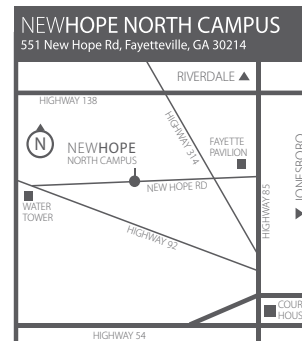 NEWHOPE NORTH CAMPUS
551 New Hope Rd, Fayetteville, GA 30214
RIVERDALE
HIGHWAY 138
HIGHWAY 314
N
NEWHOPE
NORTH CAMPUS
FAYETTE
PAVILION
JONESBORO
NEW HOPE RD
HIGHWAY 85
WATER
TOWER
HIGHWAY 92
COUR
HOUS
HIGHWAY 54